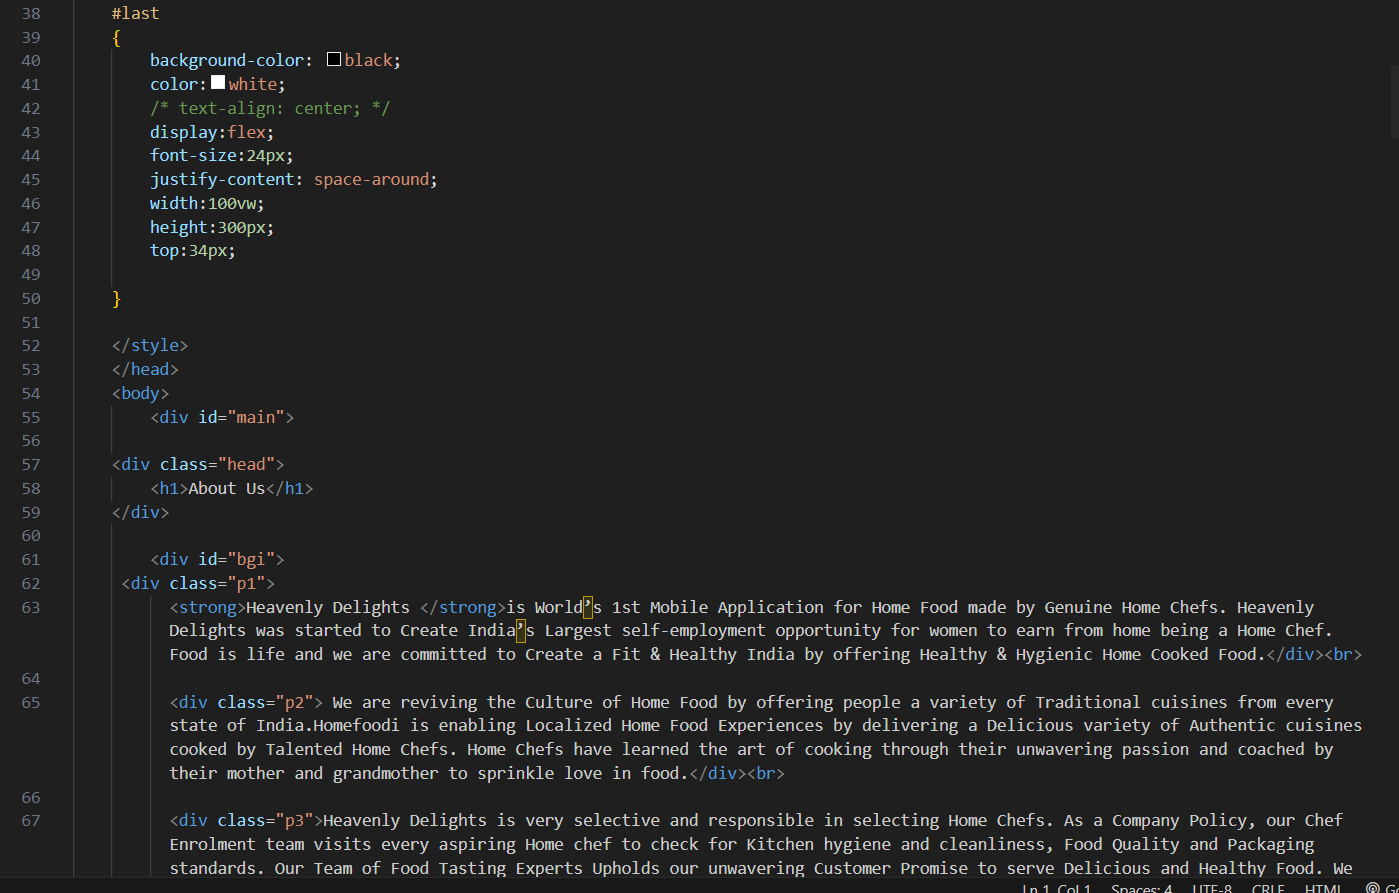 38 #last
39 {
40 background-color: black;
41 color: white;
42 /* text-align: center; */
43 display:flex;
44 font-size:24px;
45 justify-content: space-around;
46 width:100vw;
47 height:300px;
48 top:34px;
49
50 }
51
52 </style>
53 </head>
54 <body>
55 <div id="main">
56
57 <div class="head">
58 <h1>About Us</h1>
59 </div>
60
61 <div id="bgi">
62 <div class="p1">
63 <strong>Heavenly Delights </strong>is World’s 1st Mobile Application for Home Food made by Genuine Home Chefs. Heavenly
Delights was started to Create India’s Largest self-employment opportunity for women to earn from home being a Home Chef.
Food is life and we are committed to Create a Fit & Healthy India by offering Healthy & Hygienic Home Cooked Food.</div><br>
64
65 <div class="p2"> We are reviving the Culture of Home Food by offering people a variety of Traditional cuisines from every
state of India.Homefoodi is enabling Localized Home Food Experiences by delivering a Delicious variety of Authentic cuisines
cooked by Talented Home Chefs. Home Chefs have learned the art of cooking through their unwavering passion and coached by
their mother and grandmother to sprinkle love in food.</div><br>
66
67 <div class="p3">Heavenly Delights is very selective and responsible in selecting Home Chefs. As a Company Policy, our Chef
Enrolment team visits every aspiring Home chef to check for Kitchen hygiene and cleanliness, Food Quality and Packaging
standards. Our Team of Food Tasting Experts Upholds our unwavering Customer Promise to serve Delicious and Healthy Food. We
Ln 1, Col 1 Spaces: 4 UTF-8 CRLF HTML